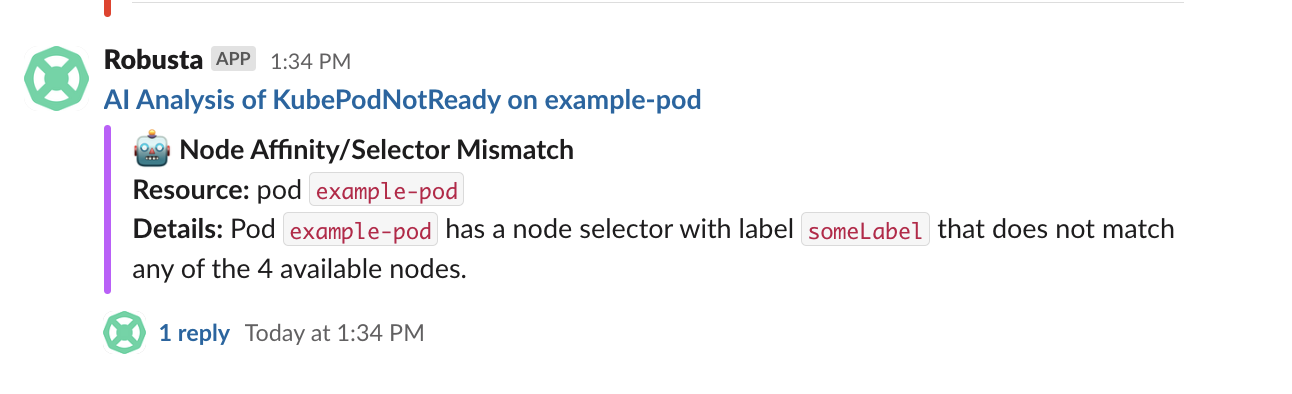 Robusta APP 1:34 PM
AI Analysis of KubePodNotReady on example-pod
Node Affinity/Selector Mismatch
Resource: pod example-pod
Details: Pod example-pod has a node selector with label someLabel that does not match
any of the 4 available nodes.
1 reply Today at 1:34 PM